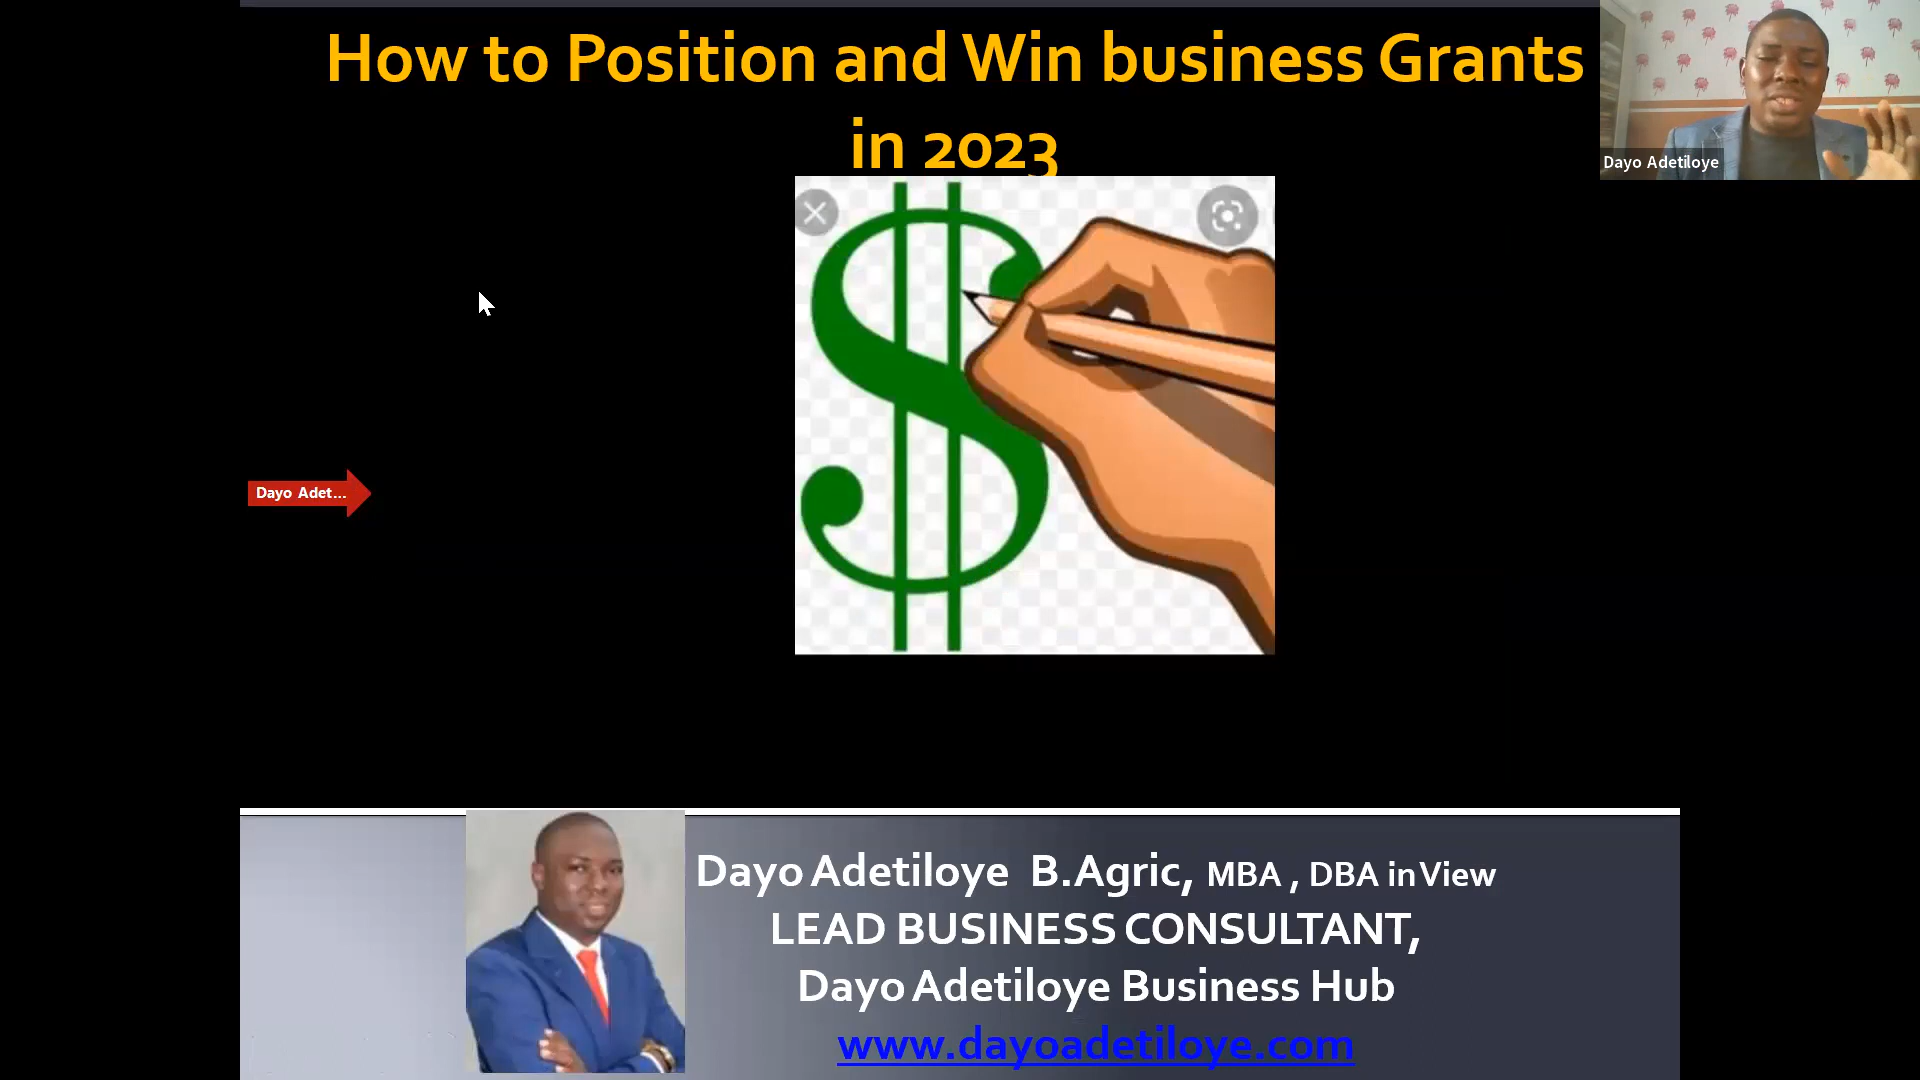 How to Position and Win business Grants
in 2023
Dayo Adetiloye
Dayo Adet...
Dayo Adetiloye B.Agric, MBA , DBA in View
LEAD BUSINESS CONSULTANT,
Dayo Adetiloye Business Hub
www.dayoadetiloye.com